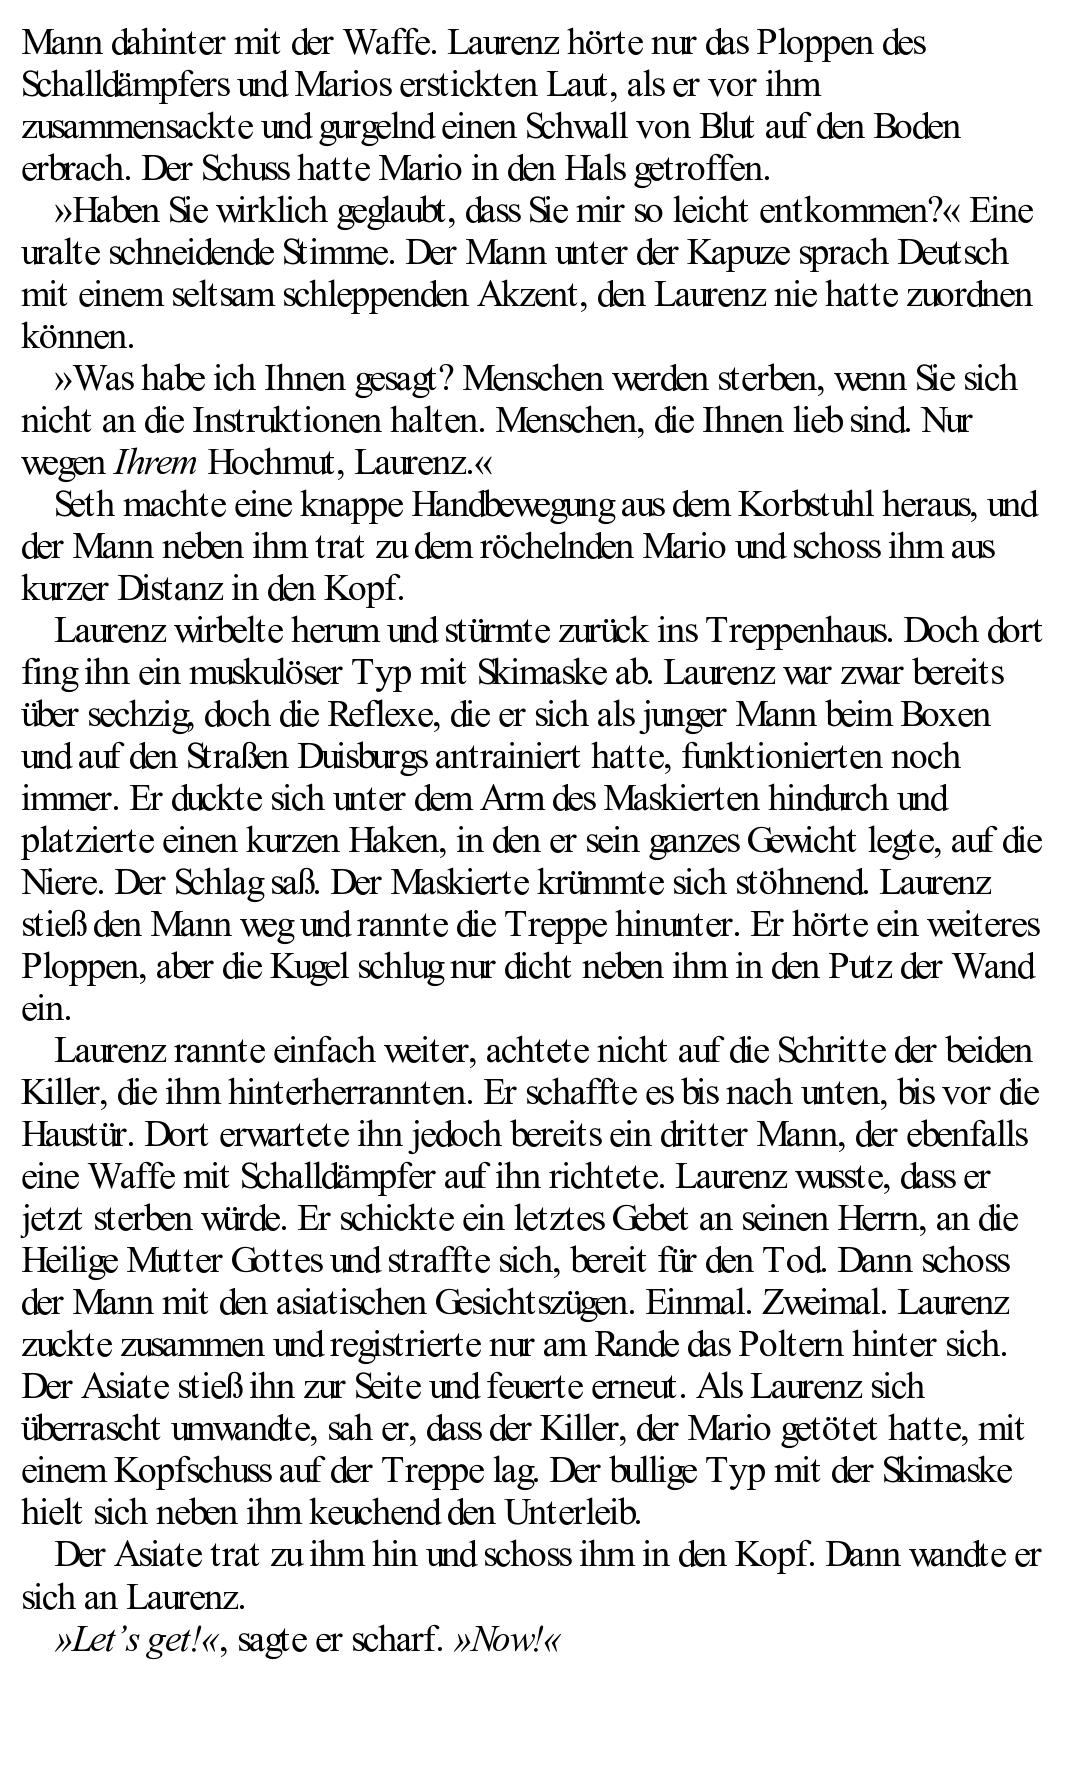 Mann dahinter mit der Waffe. Laurenz hörte nur das Ploppen des
Schalldämpfers und Marios erstickten Laut, als er vor ihm
zusammensackte und gurgelnd einen Schwall von Blut auf den Boden
erbrach. Der Schuss hatte Mario in den Hals getroffen.
»Haben Sie wirklich geglaubt, dass Sie mir so leicht entkommen?« Eine
uralte schneidende Stimme. Der Mann unter der Kapuze sprach Deutsch
mit einem seltsam schleppenden Akzent, den Laurenz nie hatte zuordnen
können.
»Was habe ich Ihnen gesagt? Menschen werden sterben, wenn Sie sich
nicht an die Instruktionen halten. Menschen, die Ihnen lieb sind. Nur
wegen Ihrem Hochmut, Laurenz.«
Seth machte eine knappe Handbewegung aus dem Korbstuhl heraus, und
der Mann neben ihm trat zu dem röchelnden Mario und schoss ihm aus
kurzer Distanz in den Kopf.
Laurenz wirbelte herum und stürmte zurück ins Treppenhaus. Doch dort
fing ihn ein muskulöser Typ mit Skimaske ab. Laurenz war zwar bereits
über sechzig, doch die Reflexe, die er sich als junger Mann beim Boxen
und auf den Straßen Duisburgs antrainiert hatte, funktionierten noch
immer. Er duckte sich unter dem Arm des Maskierten hindurch und
platzierte einen kurzen Haken, in den er sein ganzes Gewicht legte, auf die
Niere. Der Schlag saß. Der Maskierte krümmte sich stöhnend. Laurenz
stieß den Mann weg und rannte die Treppe hinunter. Er hörte ein weiteres
Ploppen, aber die Kugel schlug nur dicht neben ihm in den Putz der Wand
ein.
Laurenz rannte einfach weiter, achtete nicht auf die Schritte der beiden
Killer, die ihm hinterherrannten. Er schaffte es bis nach unten, bis vor die
Haustür. Dort erwartete ihn jedoch bereits ein dritter Mann, der ebenfalls
eine Waffe mit Schalldämpfer auf ihn richtete. Laurenz wusste, dass er
jetzt sterben würde. Er schickte ein letztes Gebet an seinen Herrn, an die
Heilige Mutter Gottes und straffte sich, bereit für den Tod. Dann schoss
der Mann mit den asiatischen Gesichtszügen. Einmal. Zweimal. Laurenz
zuckte zusammen und registrierte nur am Rande das Poltern hinter sich.
Der Asiate stieß ihn zur Seite und feuerte erneut. Als Laurenz sich
überrascht umwandte, sah er, dass der Killer, der Mario getötet hatte, mit
einem Kopfschuss auf der Treppe lag. Der bullige Typ mit der Skimaske
hielt sich neben ihm keuchend den Unterleib.
Der Asiate trat zu ihm hin und schoss ihm in den Kopf. Dann wandte er
sich an Laurenz.
»Let’s get!«, sagte er scharf. »Now!«